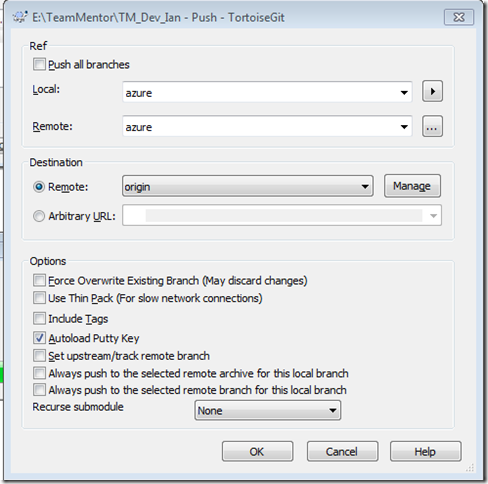 E:\TeamMentor\TM_Dev_Ian - Push - TortoiseGit
Ref
Push all branches
Local: azure
Remote: azure ...
Destination
Remote: origin Manage
Arbitrary URL:
Options
Force Overwrite Existing Branch (May discard changes)
Use Thin Pack (For slow network connections)
Include Tags
Autoload Putty Key
Set upstream/track remote branch
Always push to the selected remote archive for this local branch
Always push to the selected remote branch for this local branch
Recurse submodule None
OK Cancel Help